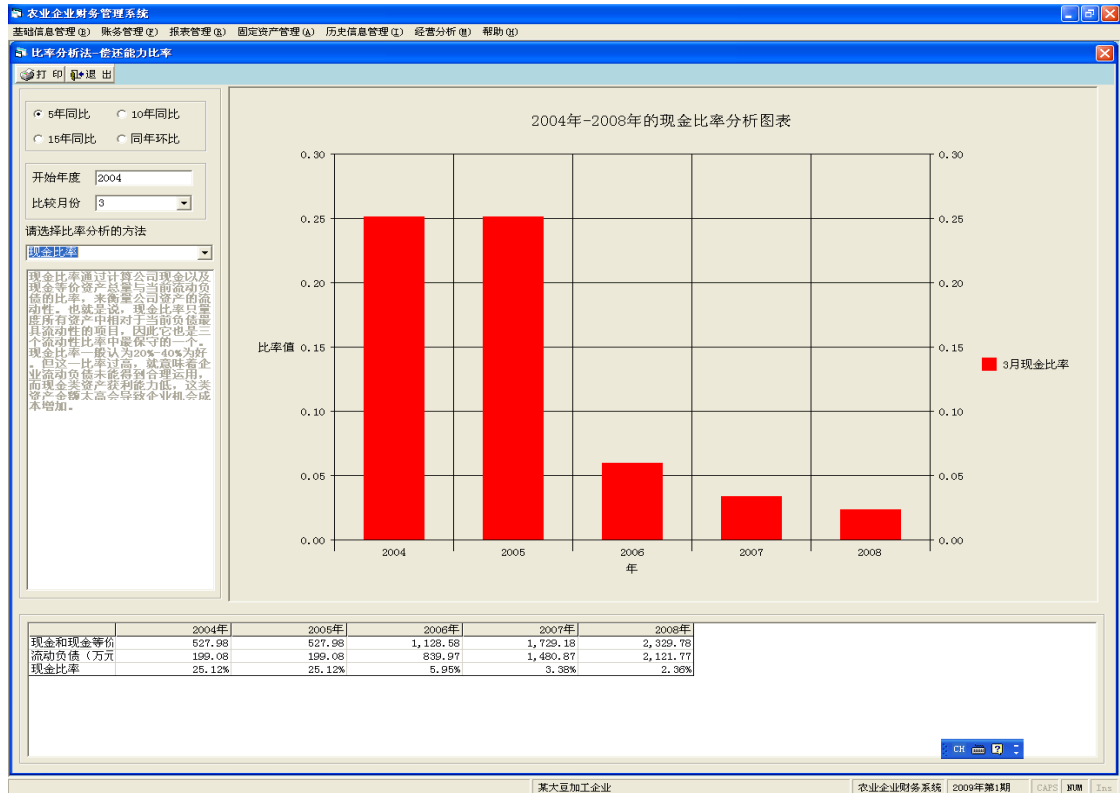 农业企业财务管理系统
基础信息管理(B) 账务管理(F) 报表管理(R) 固定资产管理(A) 历史信息管理(I) 经营分析(M) 帮助(H)
比率分析法-偿还能力比率
打 印 退 出
5年同比 10年同比
15年同比 同年环比
开始年度 2004
比较月份 3
请选择比率分析的方法
现金比率
现金比率通过计算公司现金以及
现金等价资产总量与当前流动负
债的比率，来衡量公司资产的流
动性。也就是说，现金比率只量
度所有资产中相对于当前负债最
具流动性的项目，因此它也是三
个流动性比率中最保守的一个。
现金比率一般认为20%-40%为好
。但这一比率过高，就意味着企
业流动负债未能得到合理运用，
而现金类资产获利能力低，这类
资产金额太高会导致企业机会成
本增加。
2004年-2008年的现金比率分析图表
0.30 0.30
0.25 0.25
0.20 0.20
比率值 0.15 0.15
3月现金比率
0.10 0.10
0.05 0.05
0.00 0.00
2004 2005 2006 2007 2008
年
2004年 2005年 2006年 2007年 2008年
现金和现金等价 527.98 527.98 1,128.58 1,729.18 2,329.78
流动负债（万元 199.08 199.08 839.97 1,480.87 2,121.77
现金比率 25.12% 25.12% 5.95% 3.38% 2.36%
CH
某大豆加工企业 农业企业财务系统 2009年第1期 CAPS NUM Ins